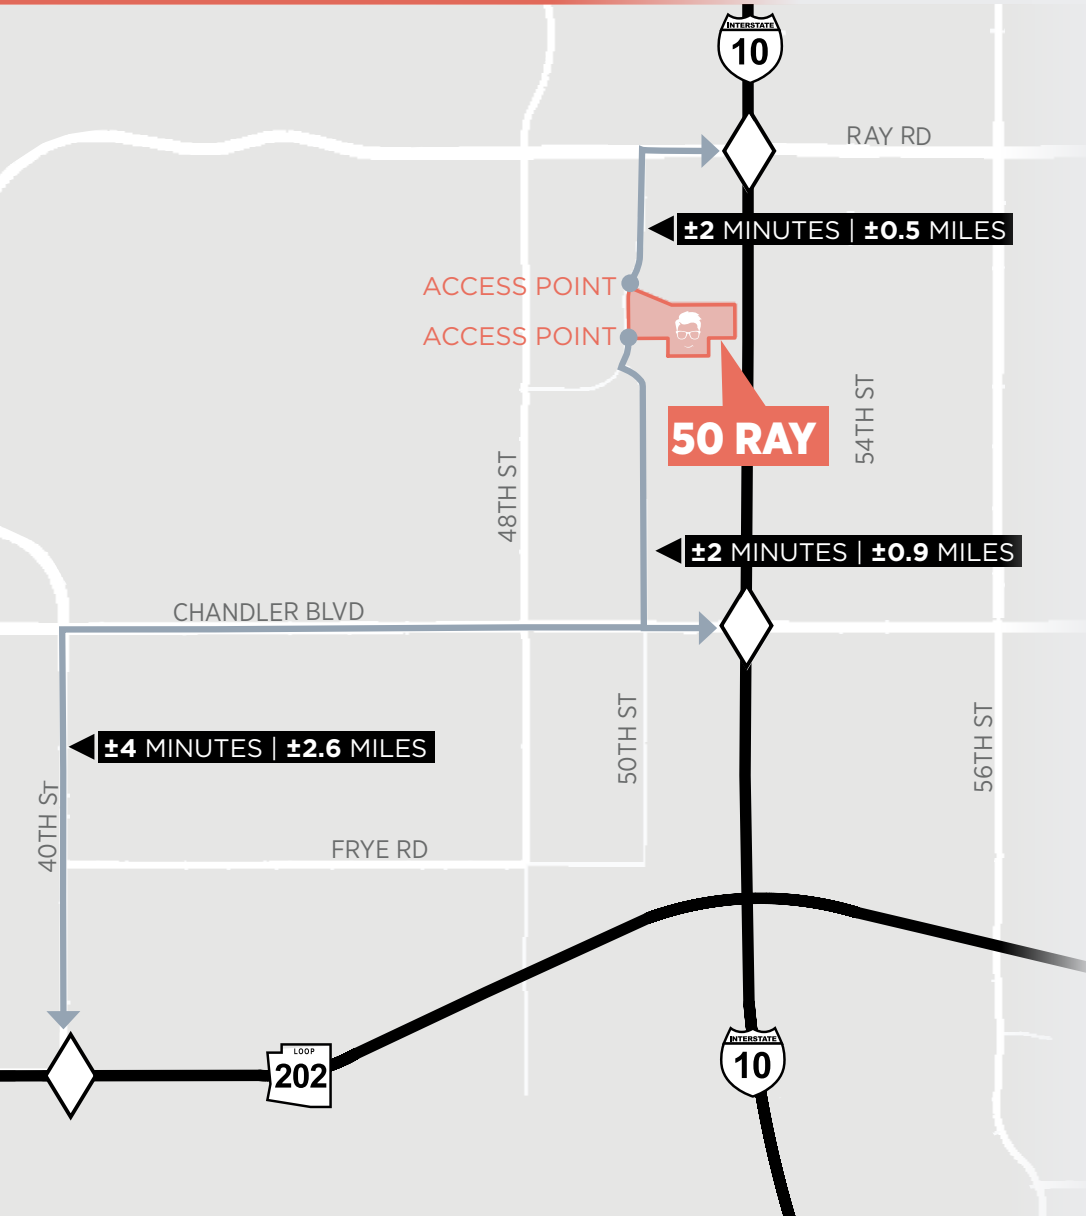 INTERSTATE
10
RAY RD
±2 MINUTES | ±0.5 MILES
ACCESS POINT
ACCESS POINT
50 RAY
54TH ST
48TH ST
±2 MINUTES | ±0.9 MILES
CHANDLER BLVD
50TH ST
56TH ST
±4 MINUTES | ±2.6 MILES
40TH ST
FRYE RD
INTERSTATE
10
LOOP
202